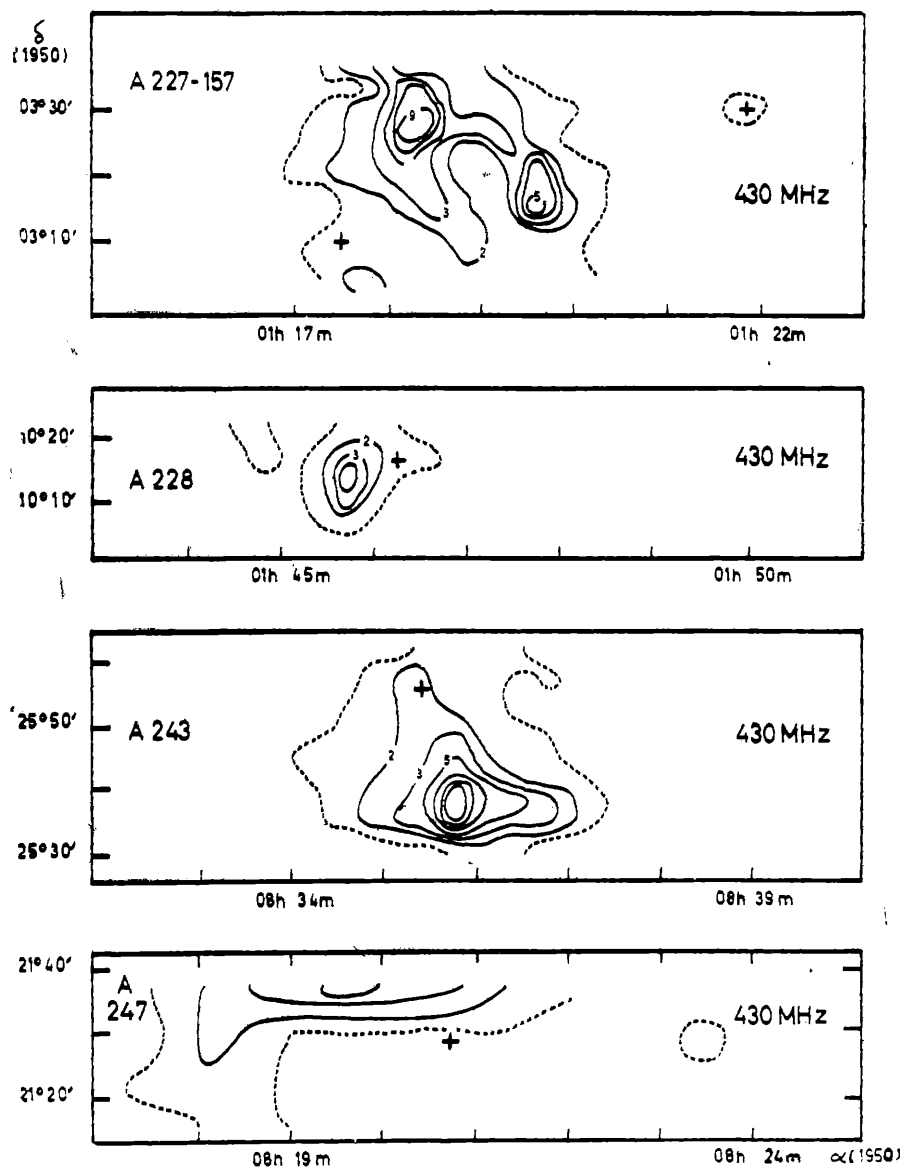 δ
(1950)
A 227-157
03°30′
9
5
430 MHz
3
03°10′
2
01h 17m
01h 22m
10°20′
2
3
430 MHz
A 228
10°10′
01h 45m
01h 50m
25°50′
A 243
430 MHz
2
3
5
25°30′
08h 34m
08h 39m
21°40′
A
247
430 MHz
21°20′
08h 19m
08h 24m
α(1950)